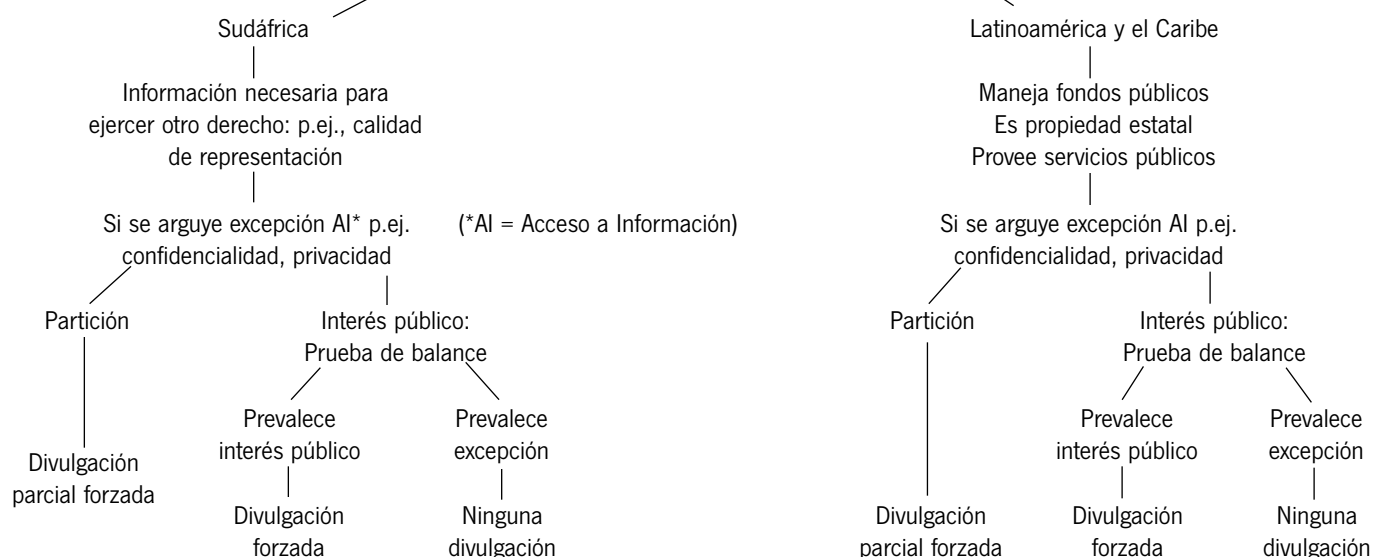 Sudáfrica
Información necesaria para
ejercer otro derecho: p.ej., calidad
de representación
Si se arguye excepción AI* p.ej.
confidencialidad, privacidad
(*AI = Acceso a Información)
Partición
Divulgación
parcial forzada
Interés público:
Prueba de balance
Prevalece
interés público
Divulgación
forzada
Prevalece
excepción
Ninguna
divulgación
Latinoamérica y el Caribe
Maneja fondos públicos
Es propiedad estatal
Provee servicios públicos
Si se arguye excepción AI p.ej.
confidencialidad, privacidad
Partición
Divulgación
parcial forzada
Interés público:
Prueba de balance
Prevalece
interés público
Divulgación
forzada
Prevalece
excepción
Ninguna
divulgación